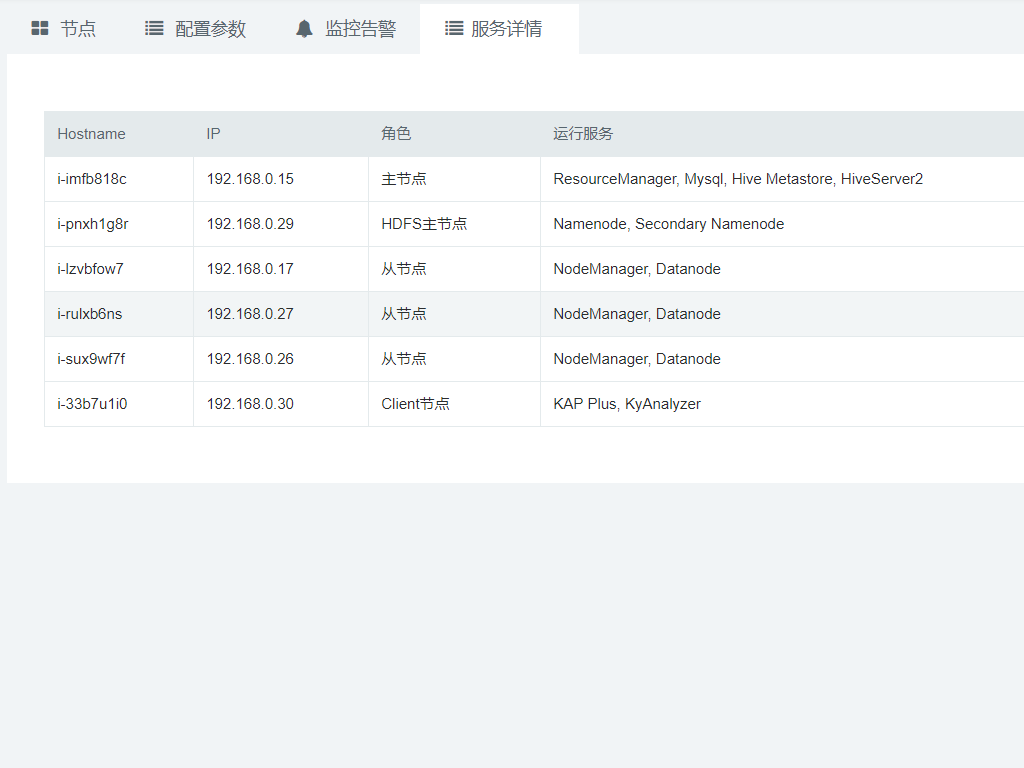 节点 配置参数 监控告警 服务详情
Hostname IP 角色 运行服务
i-imfb818c 192.168.0.15 主节点 ResourceManager, Mysql, Hive Metastore, HiveServer2
i-pnxh1g8r 192.168.0.29 HDFS主节点 Namenode, Secondary Namenode
i-lzvbfow7 192.168.0.17 从节点 NodeManager, Datanode
i-rulxb6ns 192.168.0.27 从节点 NodeManager, Datanode
i-sux9wf7f 192.168.0.26 从节点 NodeManager, Datanode
i-33b7u1i0 192.168.0.30 Client节点 KAP Plus, KyAnalyzer